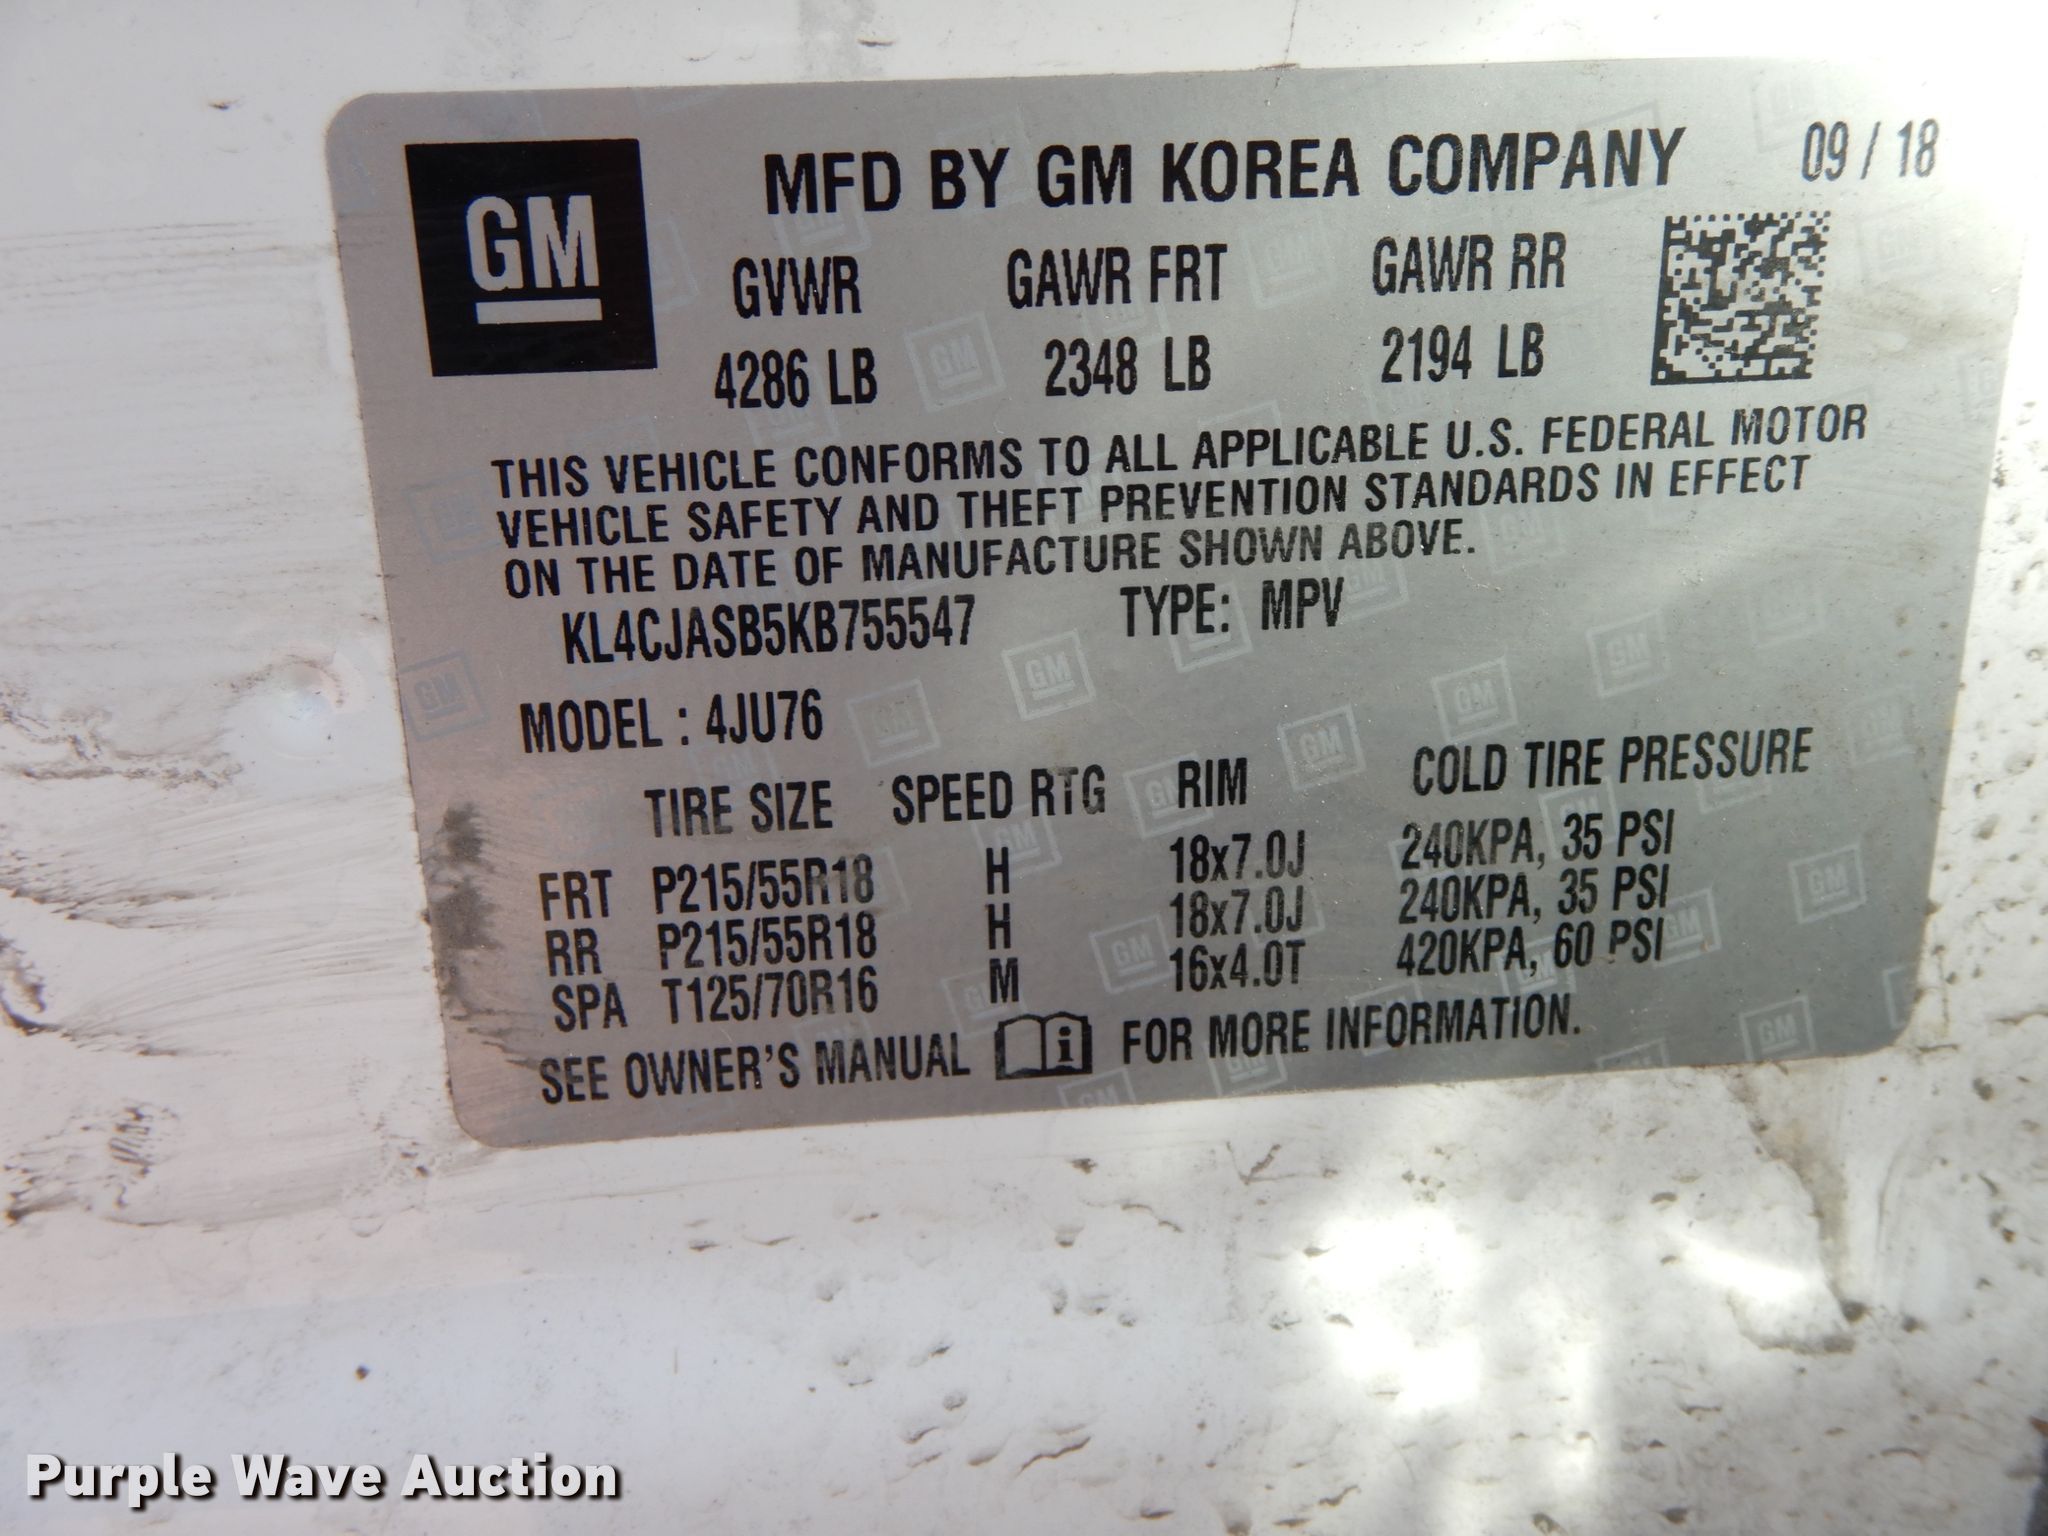 GM
MFD BY GM KOREA COMPANY 09 / 18
GVWR GAWR FRT GAWR RR
4286 LB 2348 LB 2194 LB
THIS VEHICLE CONFORMS TO ALL APPLICABLE U.S. FEDERAL MOTOR
VEHICLE SAFETY AND THEFT PREVENTION STANDARDS IN EFFECT
ON THE DATE OF MANUFACTURE SHOWN ABOVE.
KL4CJASB5KB755547 TYPE: MPV
MODEL : 4JU76
TIRE SIZE SPEED RTG RIM COLD TIRE PRESSURE
FRT P215/55R18 H 18x7.0J 240KPA, 35 PSI
RR P215/55R18 H 18x7.0J 240KPA, 35 PSI
SPA T125/70R16 M 16x4.0T 420KPA, 60 PSI
SEE OWNER'S MANUAL i FOR MORE INFORMATION.
Purple Wave Auction